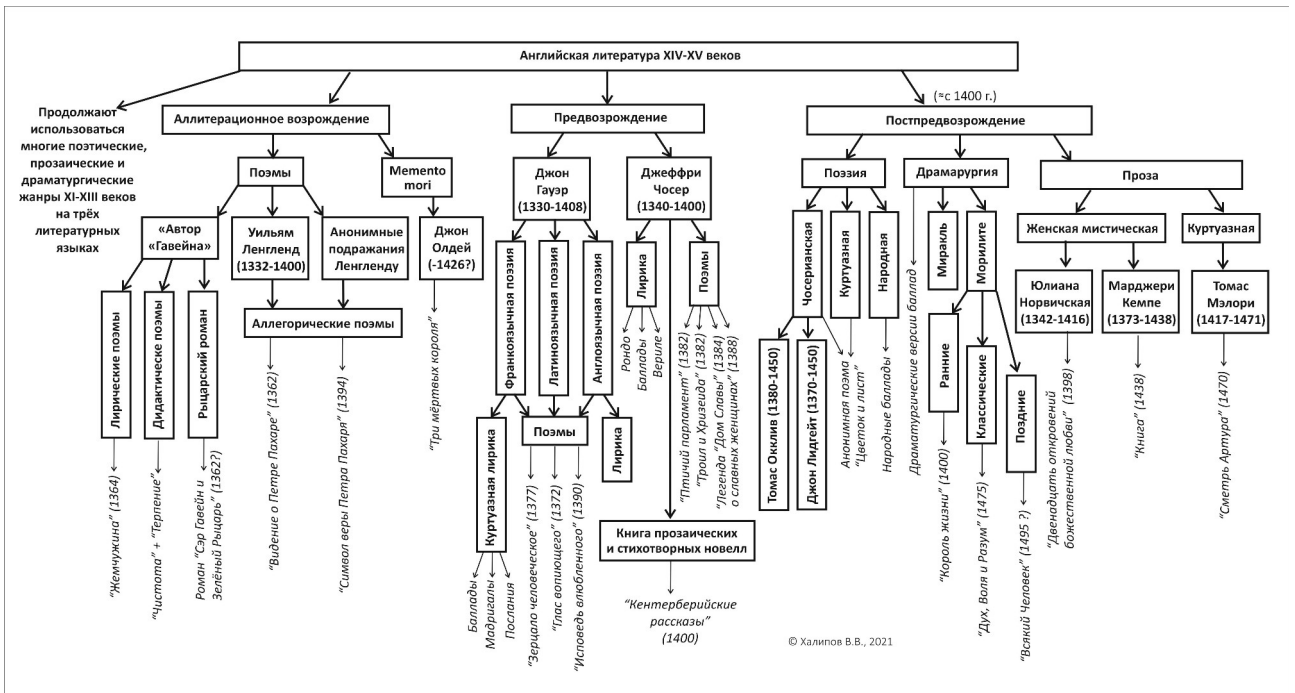 Английская литература XIV-XV веков
Продолжают
использоваться
многие поэтические,
прозаические и
драматургические
жанры XI-XIII веков
на трёх
литературных
языках
Аллитерационное возрождение
Предвозрождение
(≈с 1400 г.)
Постпредвозрождение
Поэмы
Memento
mori
Джон
Гауэр
(1330-1408)
Джеффри
Чосер
(1340-1400)
Поэзия
Драмарургия
Проза
«Автор
«Гавейна»
Уильям
Ленгленд
(1332-1400)
Анонимные
подражания
Ленгленду
Джон
Олдей
(-1426?)
Женская мистическая
Куртуазная
Юлиана
Норвичская
(1342-1416)
Марджери
Кемпе
(1373-1438)
Томас
Мэлори
(1417-1471)
Лирические поэмы
Дидактичесе поэмы
Рыцарский роман
Аллегорические поэмы
Франкоязычная поэзия
Латиноязычная поэзия
Англоязычная поэзия
Лирика
Поэмы
Чосерианская
Куртуазная
Народная
Миракль
Морилите
Ранние
Классические
Поздние
Томас Окклив (1380-1450)
Джон Лидгейт (1370-1450)
Куртуазная лирика
Поэмы
Лирика
Книга прозаических
и стихотворных новелл
"Жемчужина" (1364)
"Чистата" + "Терпение"
Роман "Сэр Гавейн и
Зелёный Рыцарь" (1362?)
"Видение о Петре Пахаре" (1362)
"Символ веры Петра Пахаря" (1394)
"Три мёртвых короля"
Баллады
Мадригалы
Послания
"Зерцало человеческое" (1377)
"Глас вопиющего" (1372)
"Исповедь влюбленного" (1390)
Рондо
Баллады
Вериле
"Птичий парламент" (1382)
"Троил и Хризеида" (1382)
"Легенда "Дом Славы" (1384)
о славных женщинах" (1388)
"Кентерберийские
рассказы"
(1400)
Анонимная поэма
"Цветок и лист"
Народные баллады
Драматургические версии баллад
"Король жизни" (1400)
"Дух, Воля и Разум" (1475)
"Всякий Человек" (1495 ?)
"Двенадцать откровений
божественной любви" (1398)
"Книга" (1438)
"Сметрь Артура" (1470)
© Халипов В.В., 2021